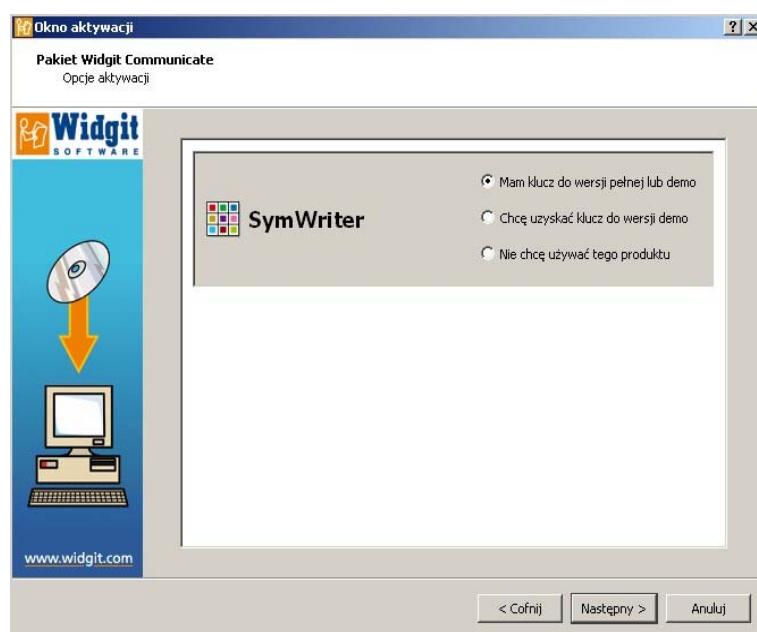 Okno aktywacji
Pakiet Widgit Communicate
Opcje aktywacji
Widgit
SOFTWARE
SymWriter
Mam klucz do wersji pełnej lub demo
Chcę uzyskać klucz do wersji demo
Nie chcę używać tego produktu
www.widgit.com
< Cofnij
Następny >
Anuluj